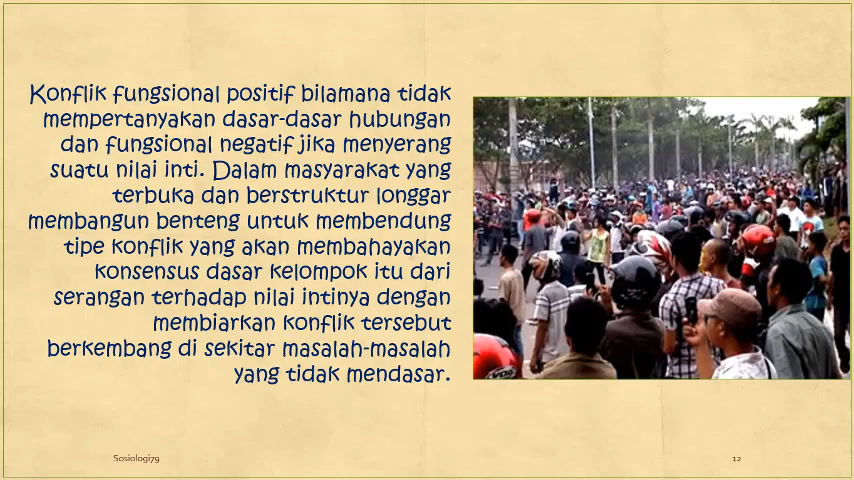 Konflik fungsional positif bilamana tidak
mempertanyakan dasar-dasar hubungan
dan fungsional negatif jika menyerang
suatu nilai inti. Dalam masyarakat yang
terbuka dan berstruktur longgar
membangun benteng untuk membendung
tipe konflik yang akan membahayakan
konsensus dasar kelompok itu dari
serangan terhadap nilai intinya dengan
membiarkan konflik tersebut
berkembang di sekitar masalah-masalah
yang tidak mendasar.
VOG
Sosiologi79
12